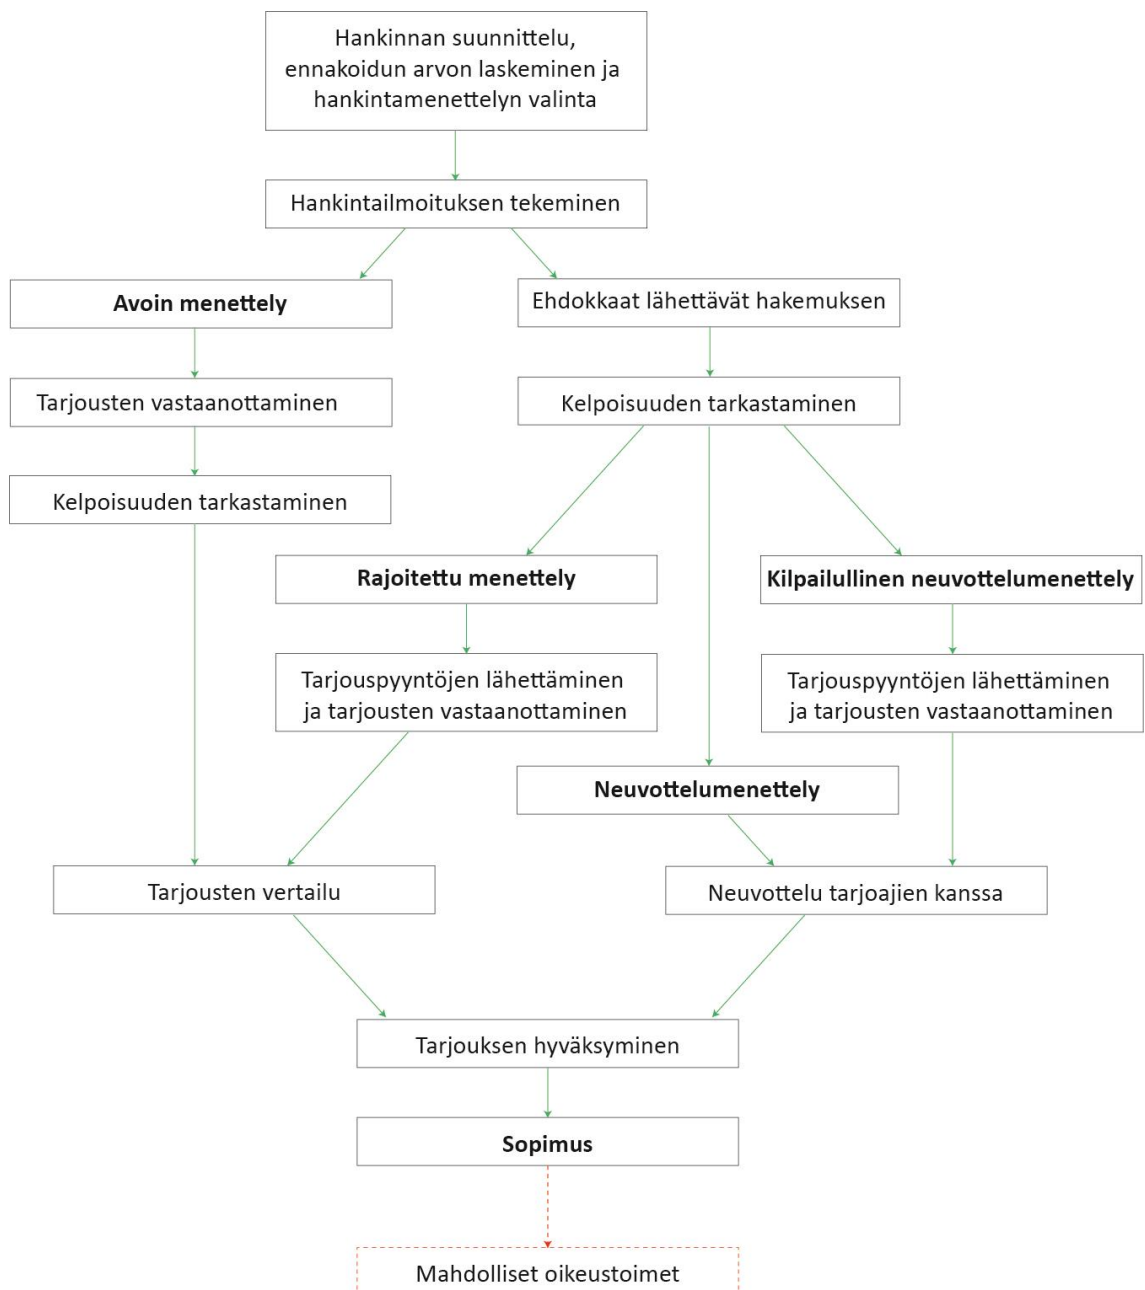 Hankinnan suunnittelu,
ennakoidun arvon laskeminen ja
hankintamenettelyn valinta
Hankintailmoituksen tekeminen
Avoin menettely
Ehdokkaat lähettävät hakemuksen
Tarjousten vastaanottaminen
Kelpoisuuden tarkastaminen
Kelpoisuuden tarkastaminen
Rajoitettu menettely
Kilpailullinen neuvottelumenettely
Tarjouspyyntöjen lähettäminen
ja tarjousten vastaanottaminen
Tarjouspyyntöjen lähettäminen
ja tarjousten vastaanottaminen
Neuvottelumenettely
Tarjousten vertailu
Neuvottelu tarjoajien kanssa
Tarjouksen hyväksyminen
Sopimus
Mahdolliset oikeustoimet